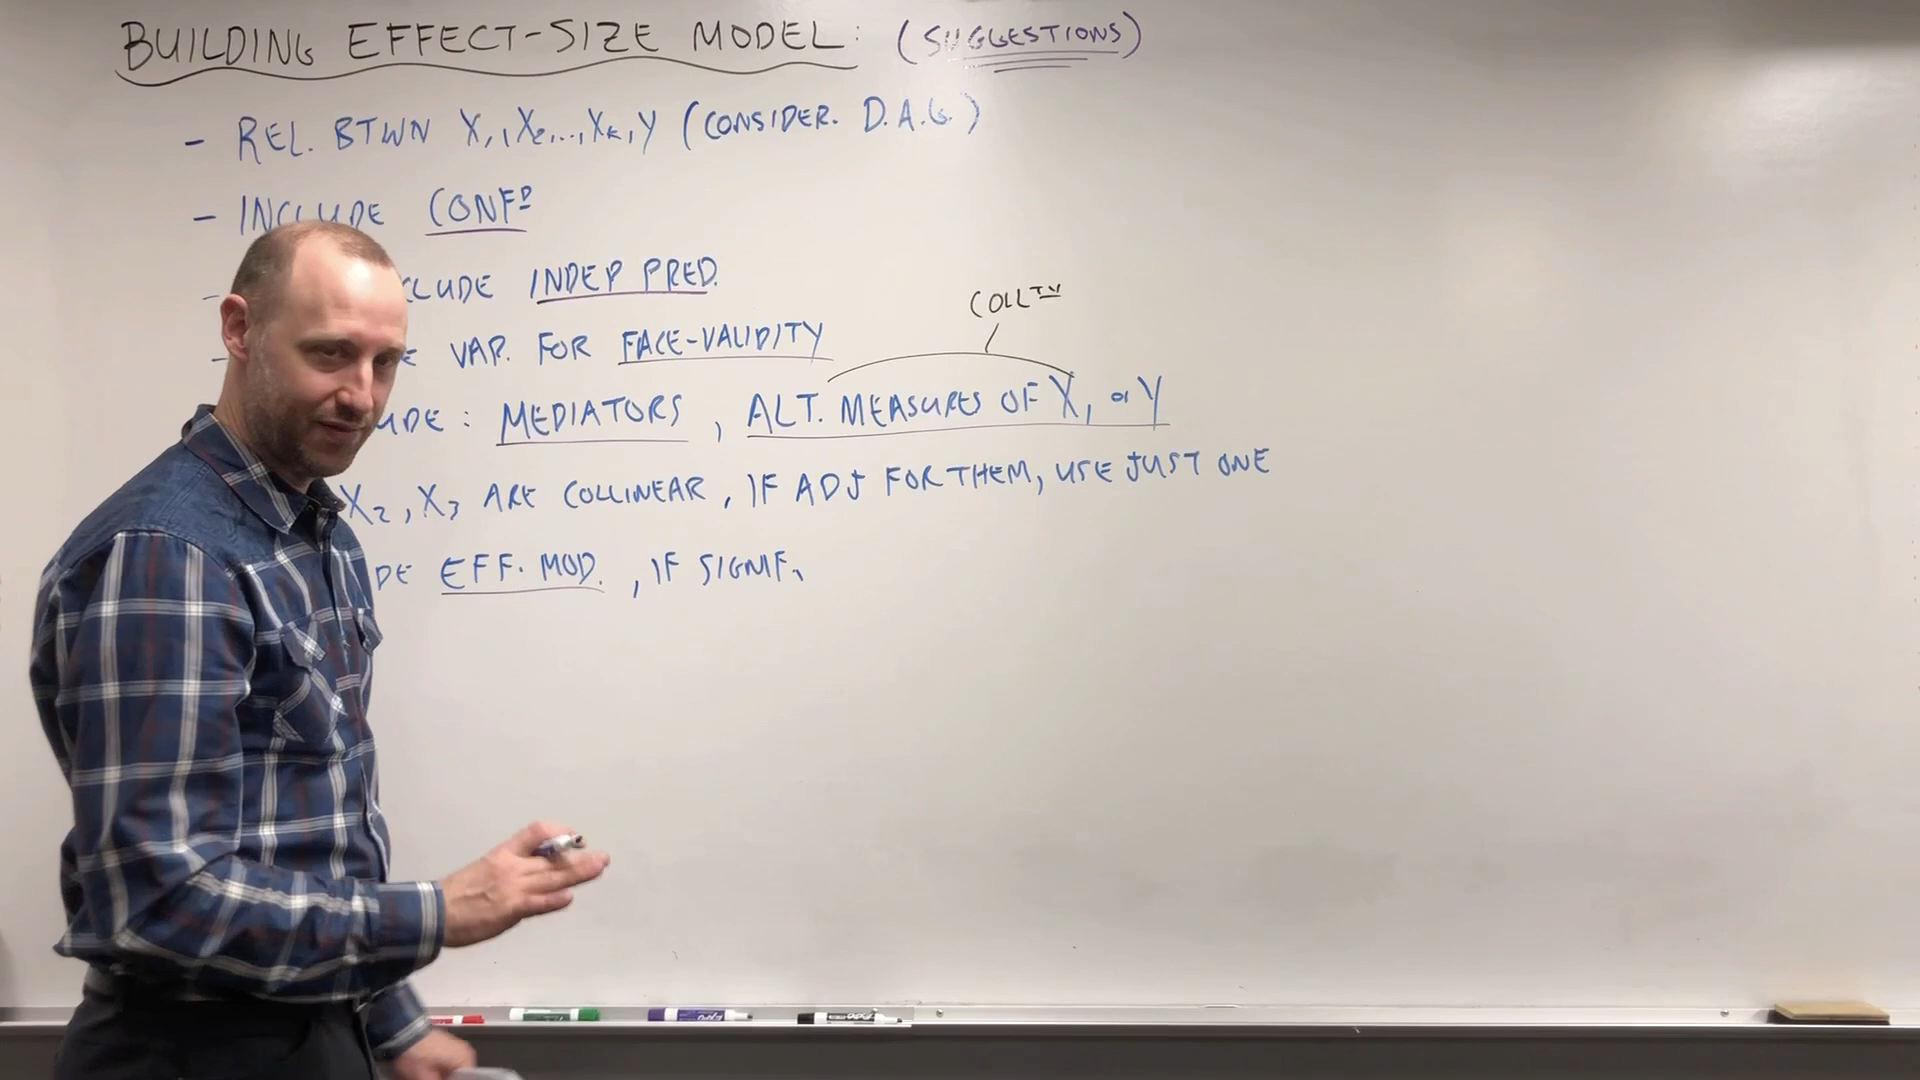 BUILDING EFFECT-SIZE MODEL: (SUGGESTIONS)
- REL. BTWN X1, X2,..., Xk, Y (CONSIDER. D.A.G.)
- INCLUDE CONFD
- CLUDE INDEP PRED.
- E VAR. FOR FACE-VALIDITY
COLLTY
UDE: MEDIATORS, ALT. MEASURES OF X, OR Y
X2, X3 ARE COLLINEAR, IF ADJ FOR THEM, USE JUST ONE
DE EFF. MOD., IF SIGNIF.
EXPO